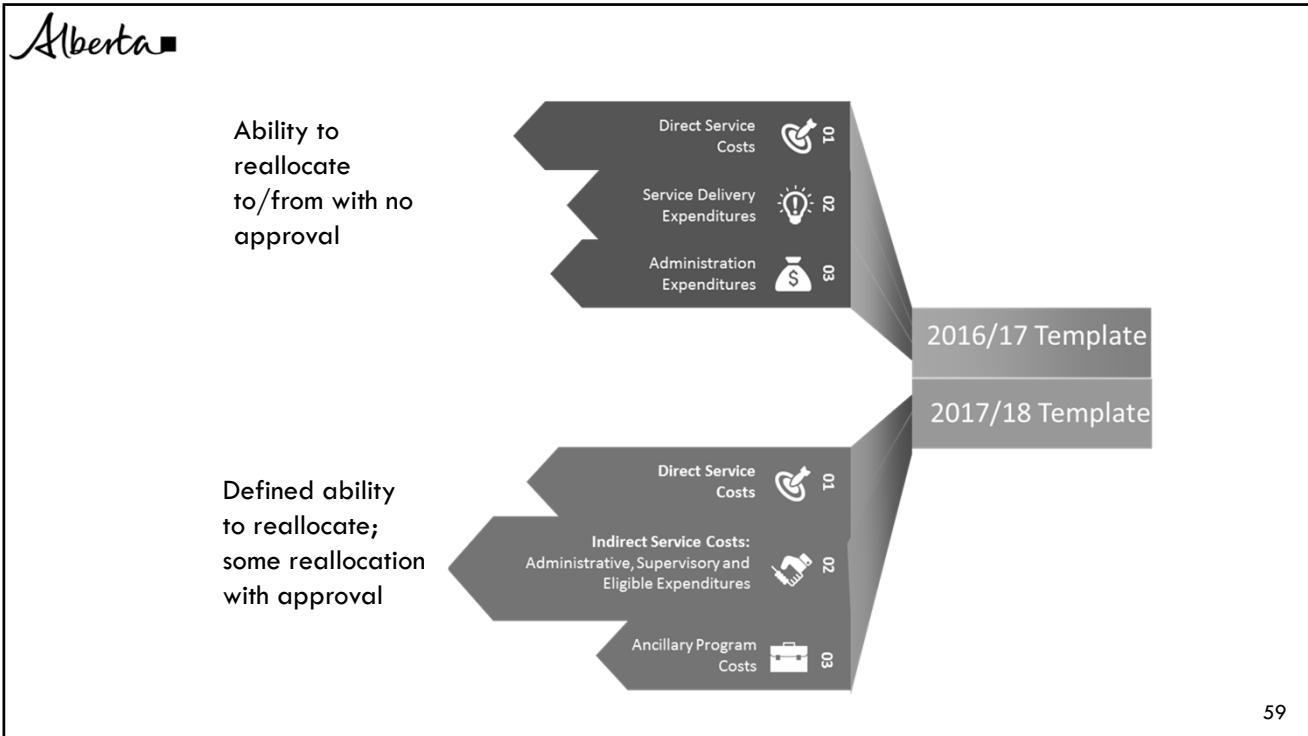 Alberta
Ability to
reallocate
to/from with no
approval
Direct Service
Costs
01
Service Delivery
Expenditures
02
Administration
Expenditures
$
03
2016/17 Template
2017/18 Template
Defined ability
to reallocate;
some reallocation
with approval
Direct Service
Costs
01
Indirect Service Costs:
Administrative, Supervisory and
Eligible Expenditures
02
Ancillary Program
Costs
03
59